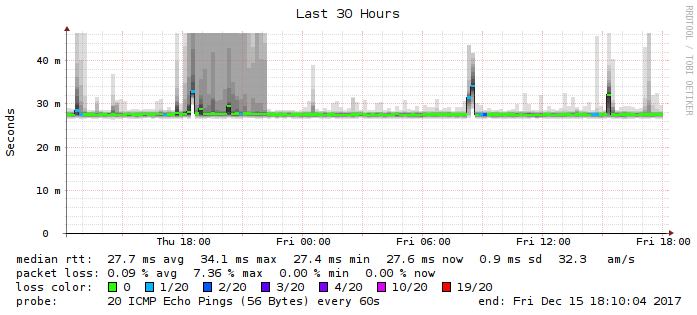 Last 30 Hours
RRDTOOL / TOBI OETIKER
Seconds
40 m
30 m
20 m
10 m
0
Thu 18:00 Fri 00:00 Fri 06:00 Fri 12:00 Fri 18:00
median rtt: 27.7 ms avg 34.1 ms max 27.4 ms min 27.6 ms now 0.9 ms sd 32.3 am/s
packet loss: 0.09 % avg 7.36 % max 0.00 % min 0.00 % now
loss color: 0 1/20 2/20 3/20 4/20 10/20 19/20
probe: 20 ICMP Echo Pings (56 Bytes) every 60s end: Fri Dec 15 18:10:04 2017